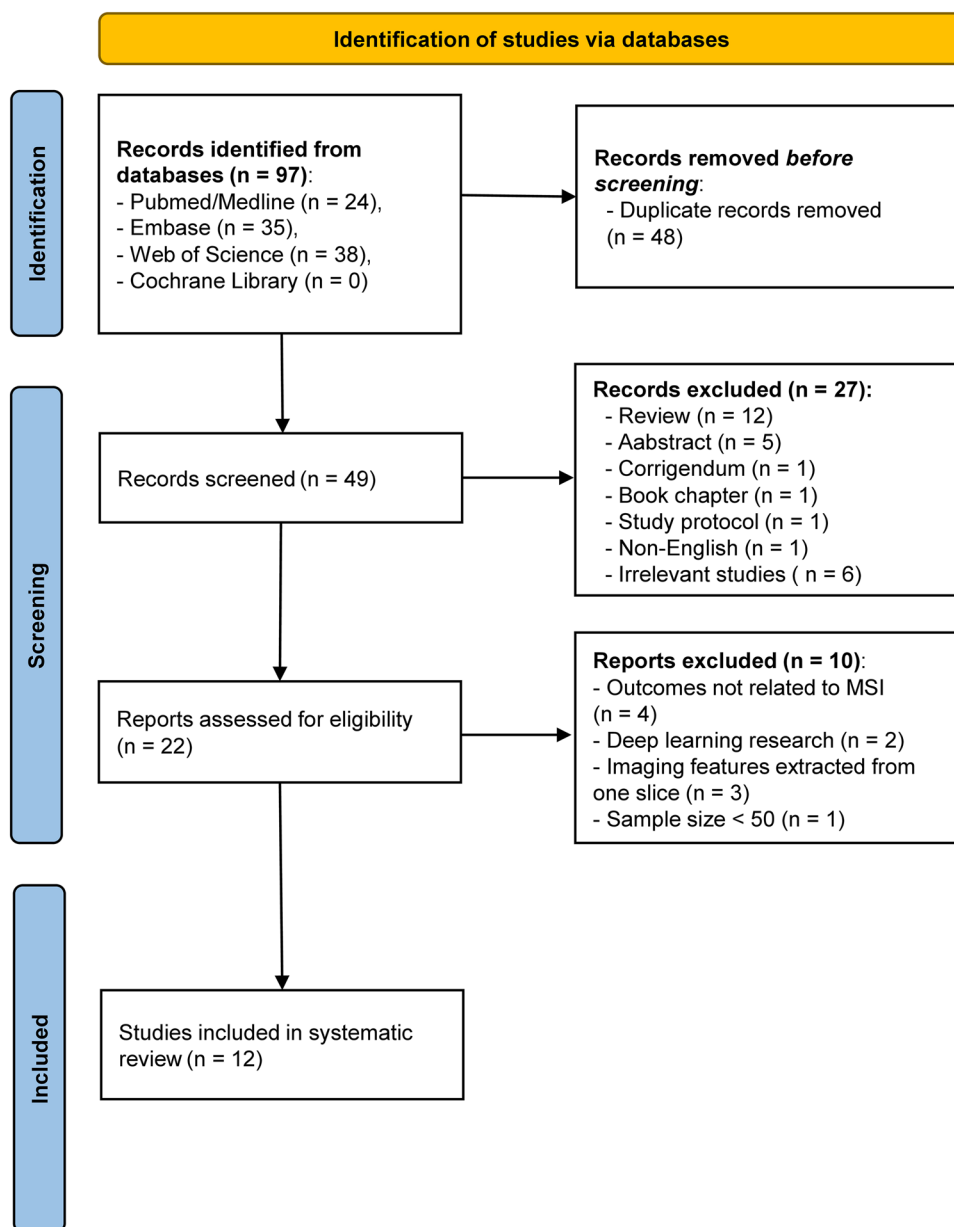 Identification of studies via databases
Identification
Records identified from
databases (n = 97):
- Pubmed/Medline (n = 24),
- Embase (n = 35),
- Web of Science (n = 38),
- Cochrane Library (n = 0)
Records removed before
screening:
- Duplicate records removed
(n = 48)
Screening
Records screened (n = 49)
Records excluded (n = 27):
- Review (n = 12)
- Aabstract (n = 5)
- Corrigendum (n = 1)
- Book chapter (n = 1)
- Study protocol (n = 1)
- Non-English (n = 1)
- Irrelevant studies ( n = 6)
Reports assessed for eligibility
(n = 22)
Reports excluded (n = 10):
- Outcomes not related to MSI
(n = 4)
- Deep learning research (n = 2)
- Imaging features extracted from
one slice (n = 3)
- Sample size < 50 (n = 1)
Included
Studies included in systematic
review (n = 12)